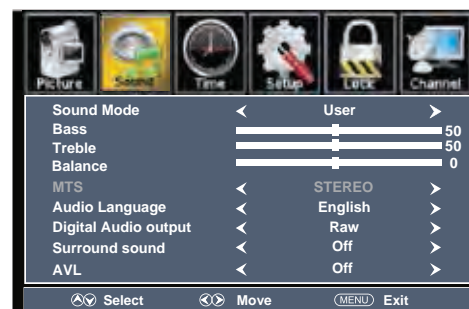 Picture Sound Time Setup Lock Channel
Sound Mode User
Bass 50
Treble 50
Balance 0
MTS STEREO
Audio Language English
Digital Audio output Raw
Surround sound Off
AVL Off
Select Move MENU Exit